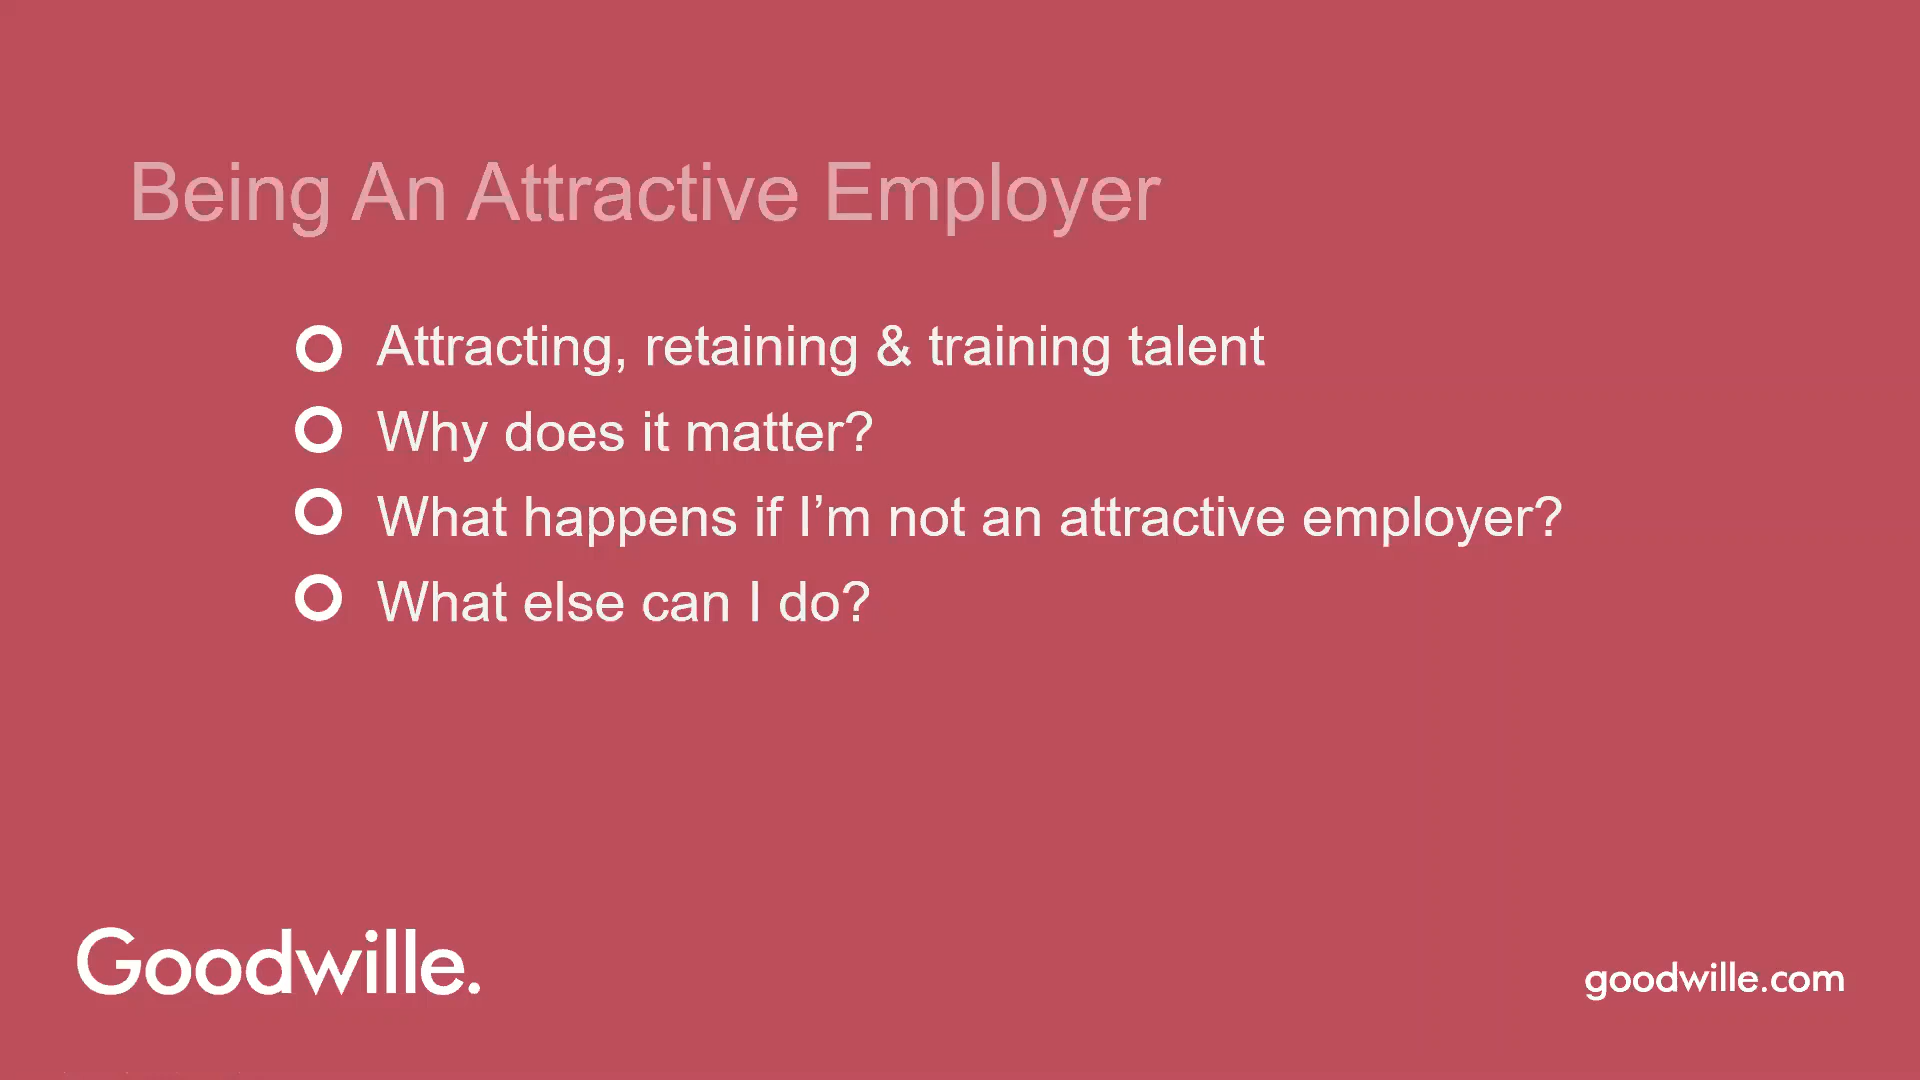 Being An Attractive Employer
Attracting, retaining & training talent
Why does it matter?
What happens if I’m not an attractive employer?
What else can I do?
Goodwille.
goodwille.com